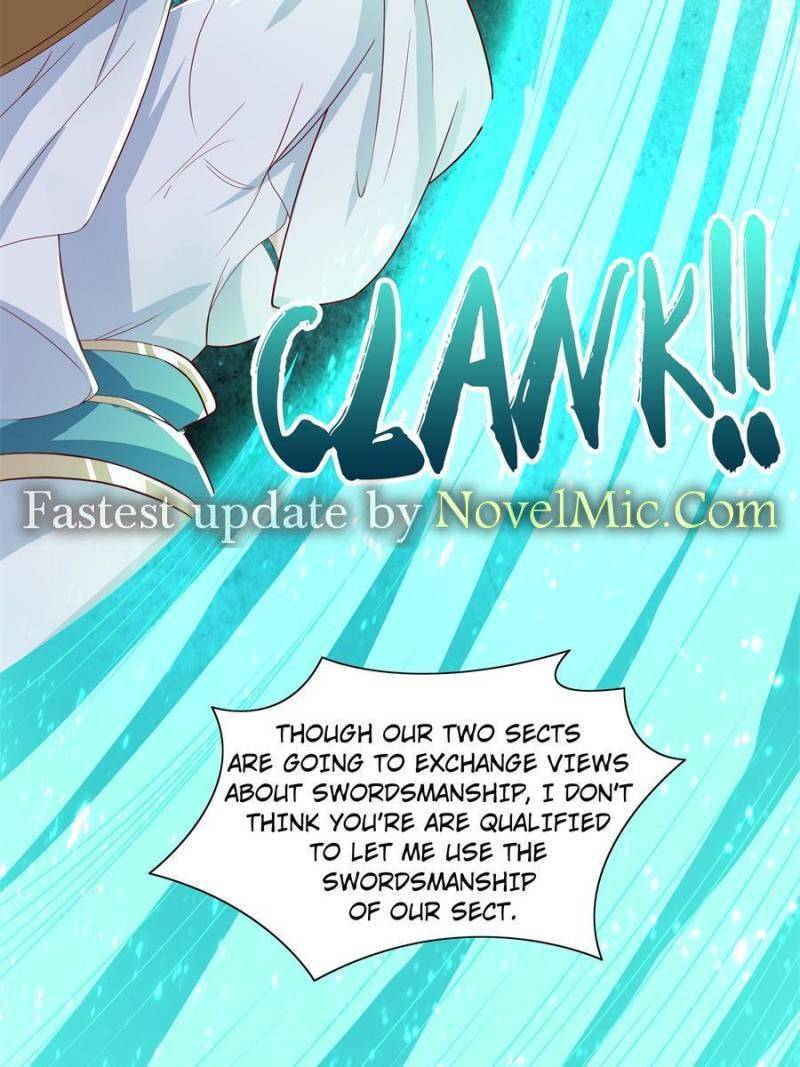 CLANK!!
Fastest update by NovelMic.Com
THOUGH OUR TWO SECTS
ARE GOING TO EXCHANGE VIEWS
ABOUT SWORDSMANSHIP, I DON'T
THINK YOU'RE ARE QUALIFIED
TO LET ME USE THE
SWORDSMANSHIP
OF OUR SECT.